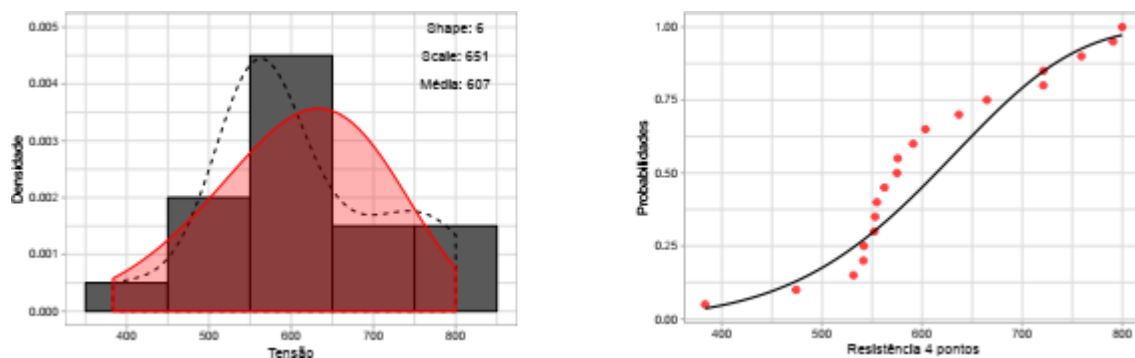 0.005
0.004
0.003
0.002
0.001
0.000
Densidade
Shape: 6
Scale: 651
Média: 607
400 500 600 700 800
Tensão
1.00
0.75
0.50
0.25
0.00
Probabilidades
400 500 600 700 800
Resistência 4 pontos